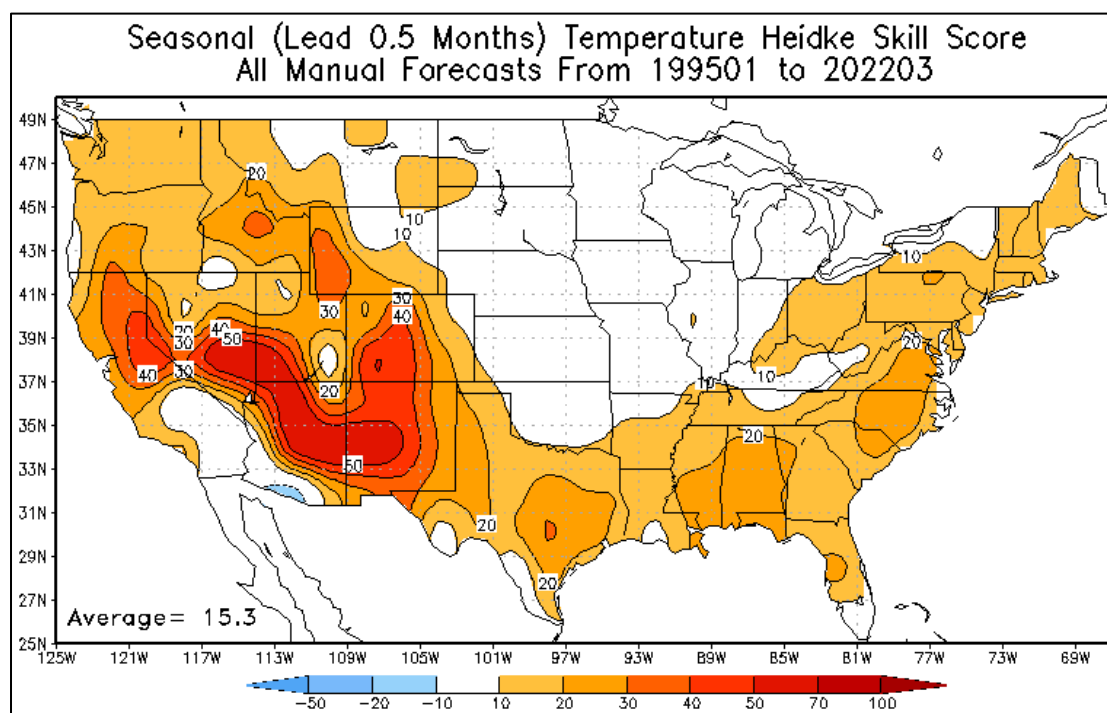 Seasonal (Lead 0.5 Months) Temperature Heidke Skill Score
All Manual Forecasts From 199501 to 202203
49N
47N
20
45N
10
10
43N
10
41N
30
30
40
39N
20
40
30
50
20
40
30
37N
20
10
10
35N
20
33N
50
31N
20
20
29N
20
27N
Average= 15.3
25N
125W 121W 117W 113W 109W 105W 101W 97W 93W 89W 85W 81W 77W 73W 69W
-50 -20 -10 10 20 30 40 50 70 100